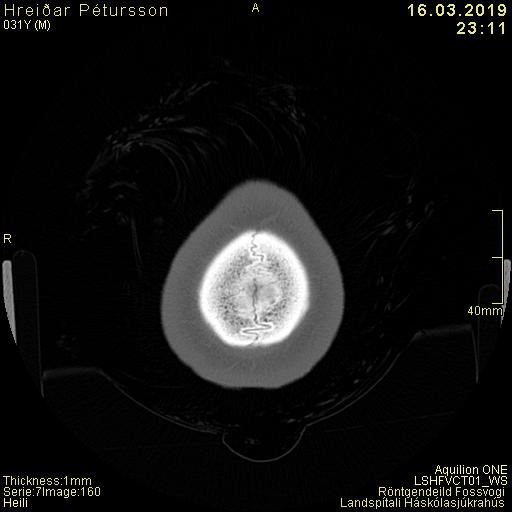 Hreiðar Pétursson
031Y (M)
A
16.03.2019
23:11
R
40mm
Thickness:1mm
Serie:7Image:160
Heili
Aquilion ONE
LSHFVCT01_WS
Röntgendeild Fossvogi
Landspítali Háskólasjúkrahús